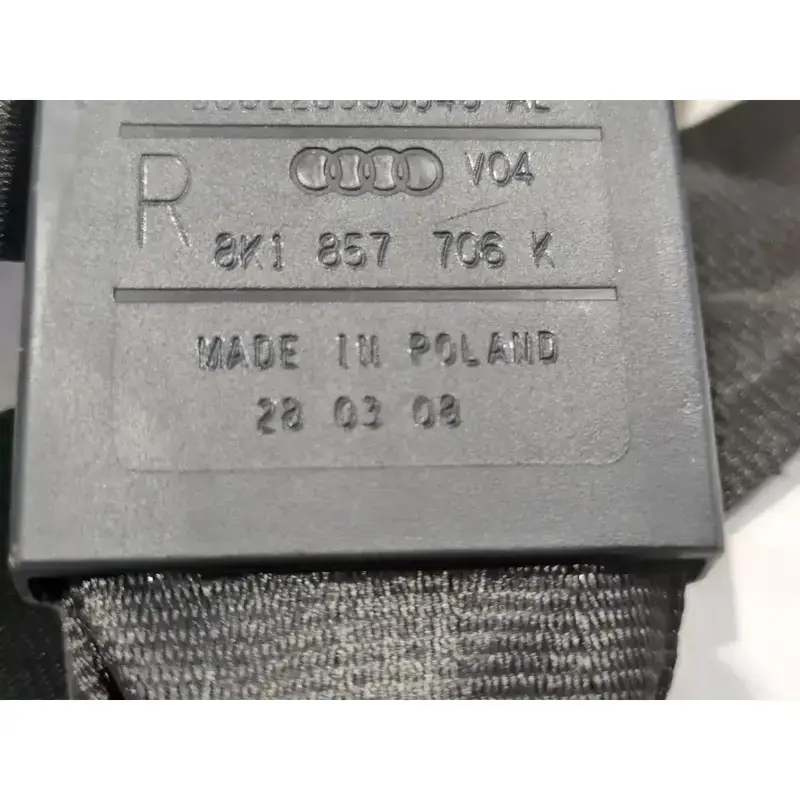 R V04
8K1 857 706 K
MADE IN POLAND
28 03 08